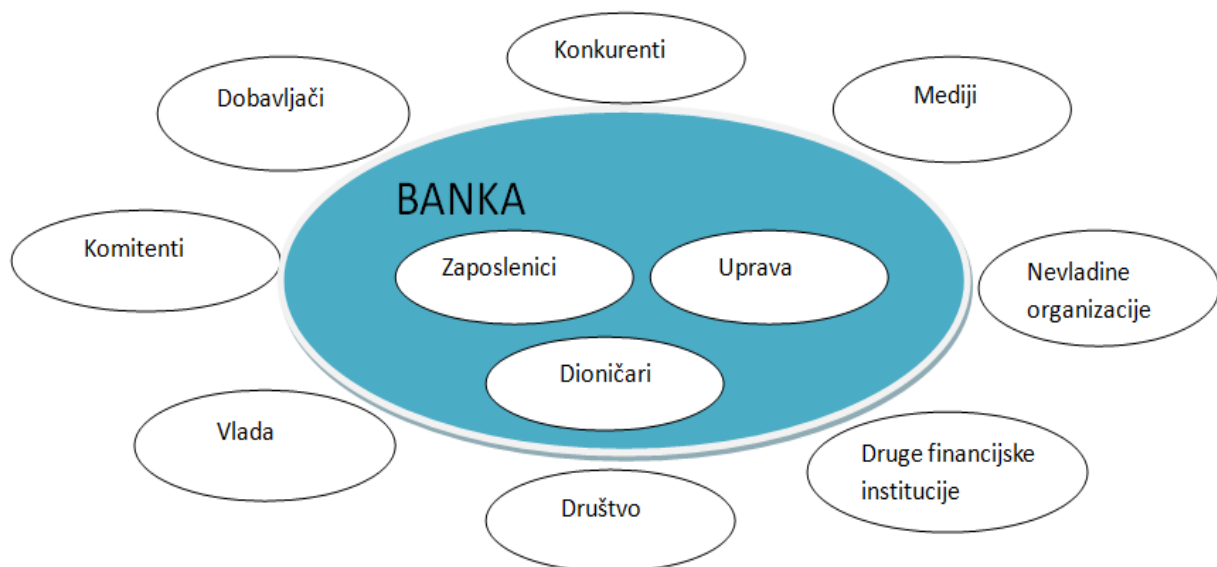 Konkurenti
Dobavljači
Mediji
BANKA
Komitenti
Zaposlenici
Uprava
Nevladine
organizacije
Dioničari
Vlada
Druge financijske
institucije
Društvo